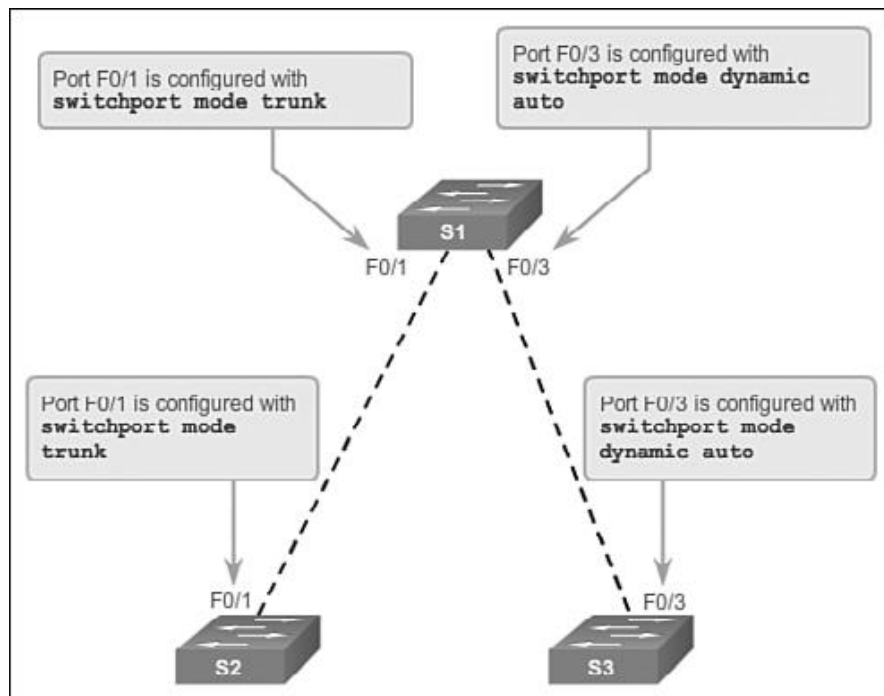 Port F0/1 is configured with
switchport mode trunk
Port F0/3 is configured with
switchport mode dynamic
auto
S1
F0/1
F0/3
Port F0/1 is configured with
switchport mode
trunk
Port F0/3 is configured with
switchport mode
dynamic auto
F0/1
F0/3
S2
S3